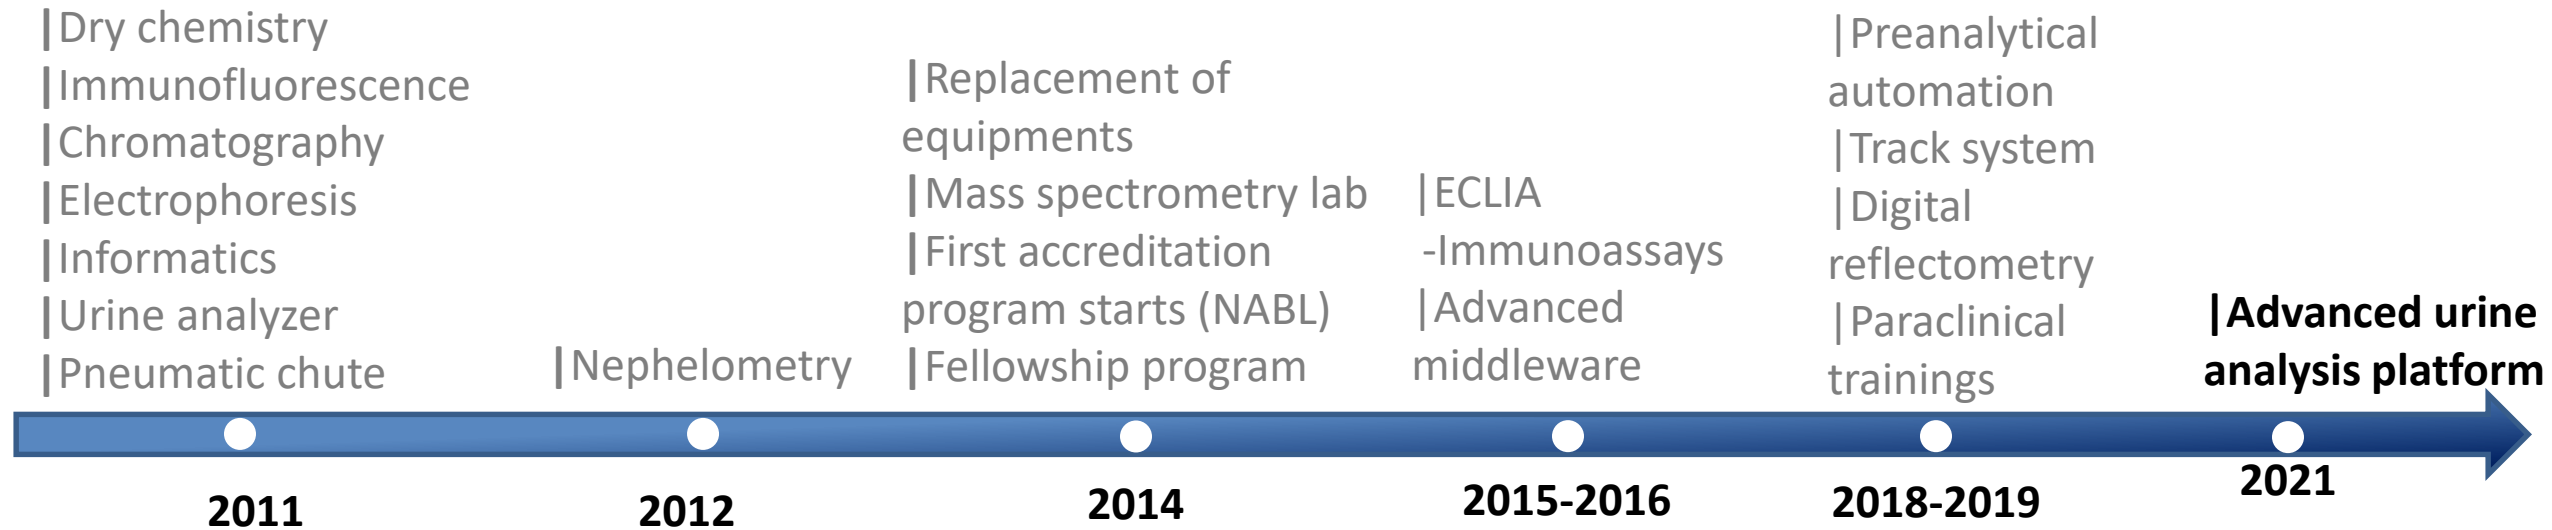 |Dry chemistry
|Immunofluorescence
|Chromatography
|Electrophoresis
|Informatics
|Urine analyzer
|Pneumatic chute
2011
|Nephelometry
2012
|Replacement of
equipments
|Mass spectrometry lab
|First accreditation
program starts (NABL)
|Fellowship program
2014
|ECLIA
-Immunoassays
|Advanced
middleware
2015-2016
|Preanalytical
automation
|Track system
|Digital
reflectometry
|Paraclinical
trainings
2018-2019
|Advanced urine
analysis platform
2021